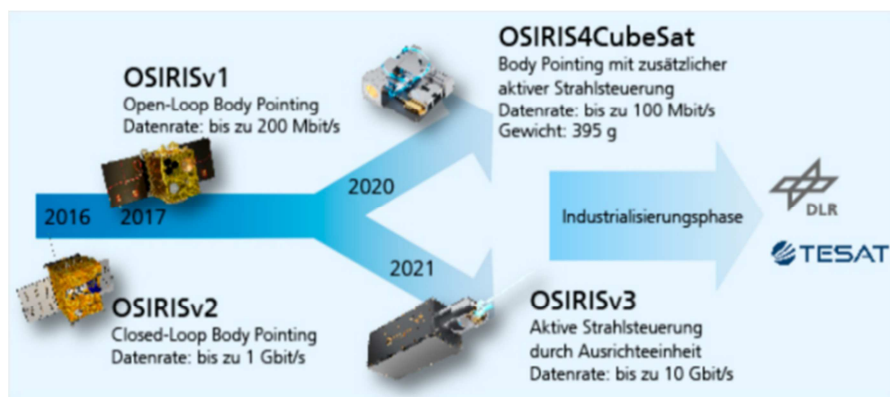 OSIRISv1
Open-Loop Body Pointing
Datenrate: bis zu 200 Mbit/s
OSIRIS4CubeSat
Body Pointing mit zusätzlicher
aktiver Strahlsteuerung
Datenrate: bis zu 100 Mbit/s
Gewicht: 395 g
2016
2017
2020
2021
Industrialisierungsphase
DLR
TESAT
OSIRISv2
Closed-Loop Body Pointing
Datenrate: bis zu 1 Gbit/s
OSIRISv3
Aktive Strahlsteuerung
durch Ausrichteeinheit
Datenrate: bis zu 10 Gbit/s